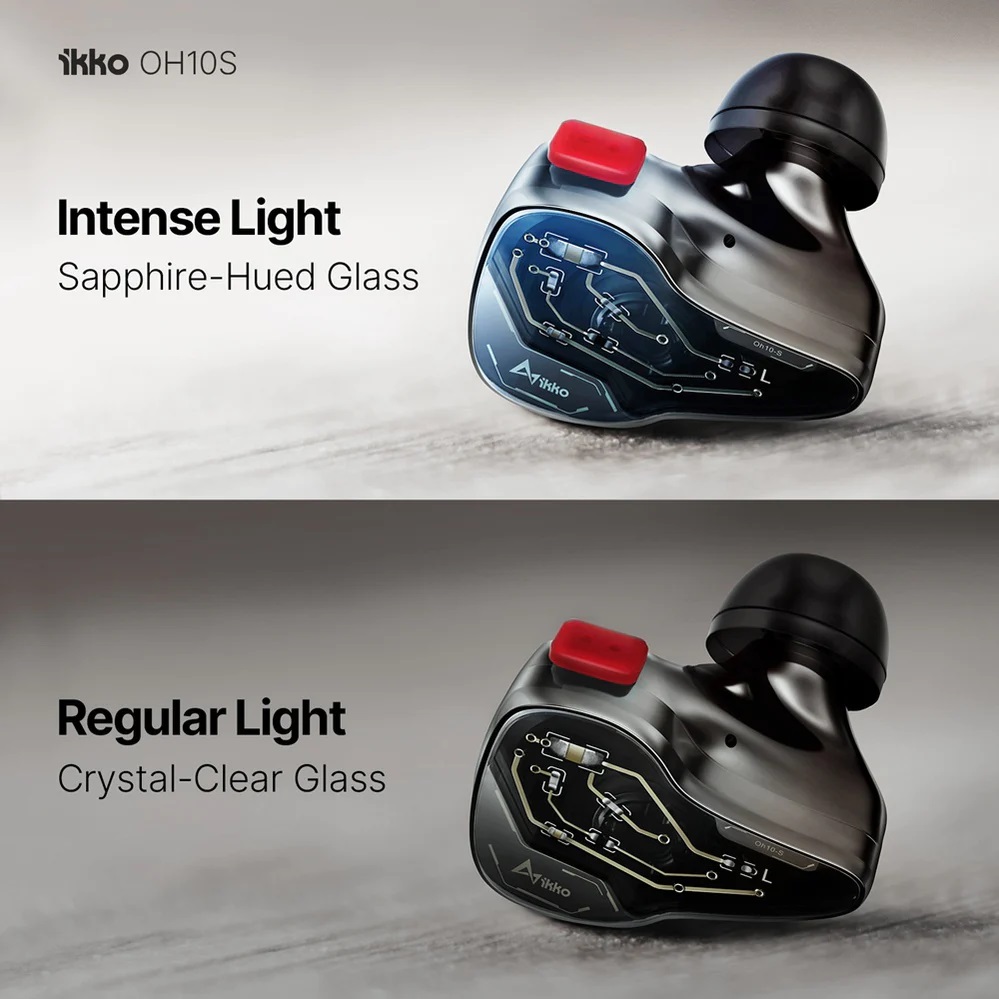 ikko OH10S
Intense Light
Sapphire-Hued Glass
Oh10-S
L
ikko
Regular Light
Crystal-Clear Glass
Oh10-S
L
ikko